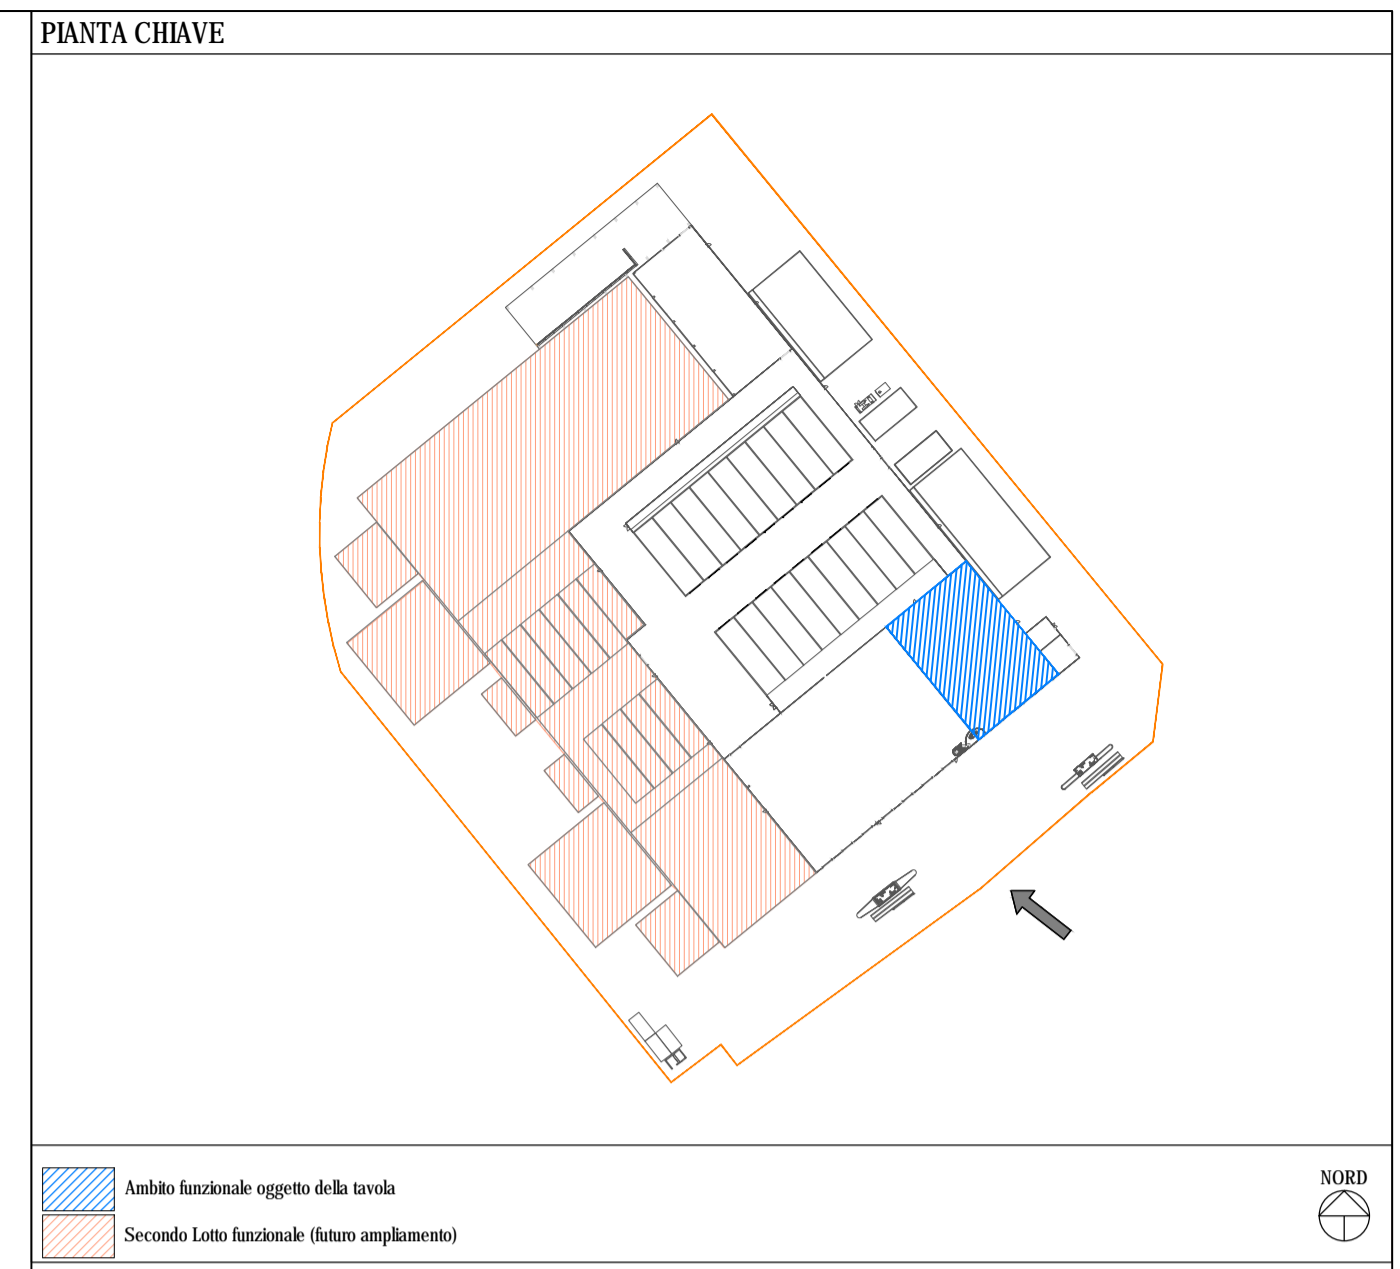 PIANTA CHIAVE
Ambito funzionale oggetto della tavola
Secondo Lotto funzionale (futuro ampliamento)
NORD